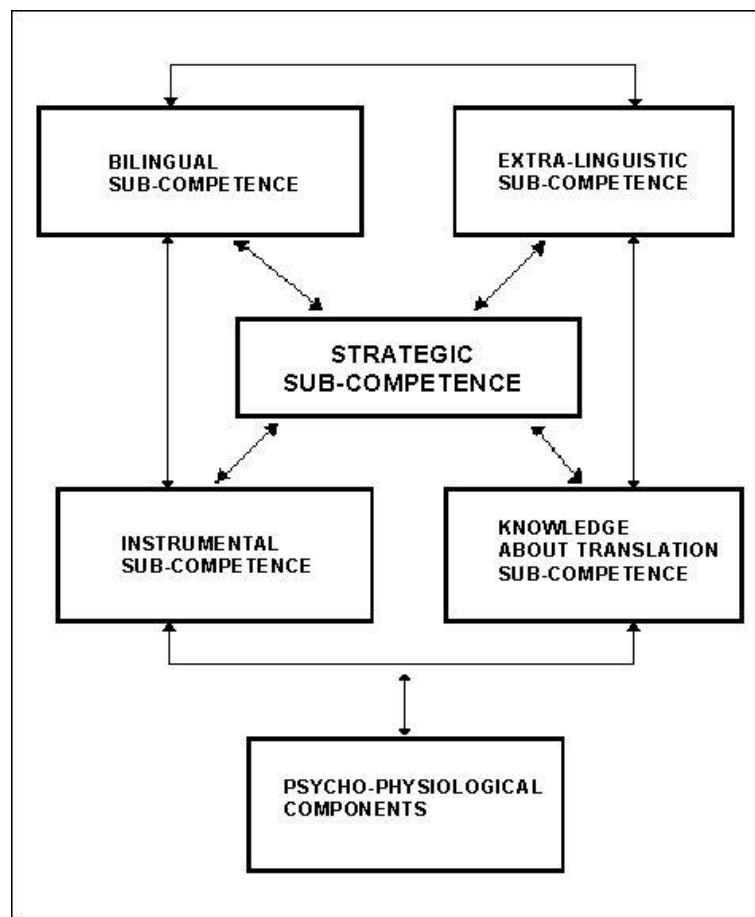 BILINGUAL
SUB-COMPETENCE
EXTRA-LINGUISTIC
SUB-COMPETENCE
STRATEGIC
SUB-COMPETENCE
INSTRUMENTAL
SUB-COMPETENCE
KNOWLEDGE
ABOUT TRANSLATION
SUB-COMPETENCE
PSYCHO-PHYSIOLOGICAL
COMPONENTS